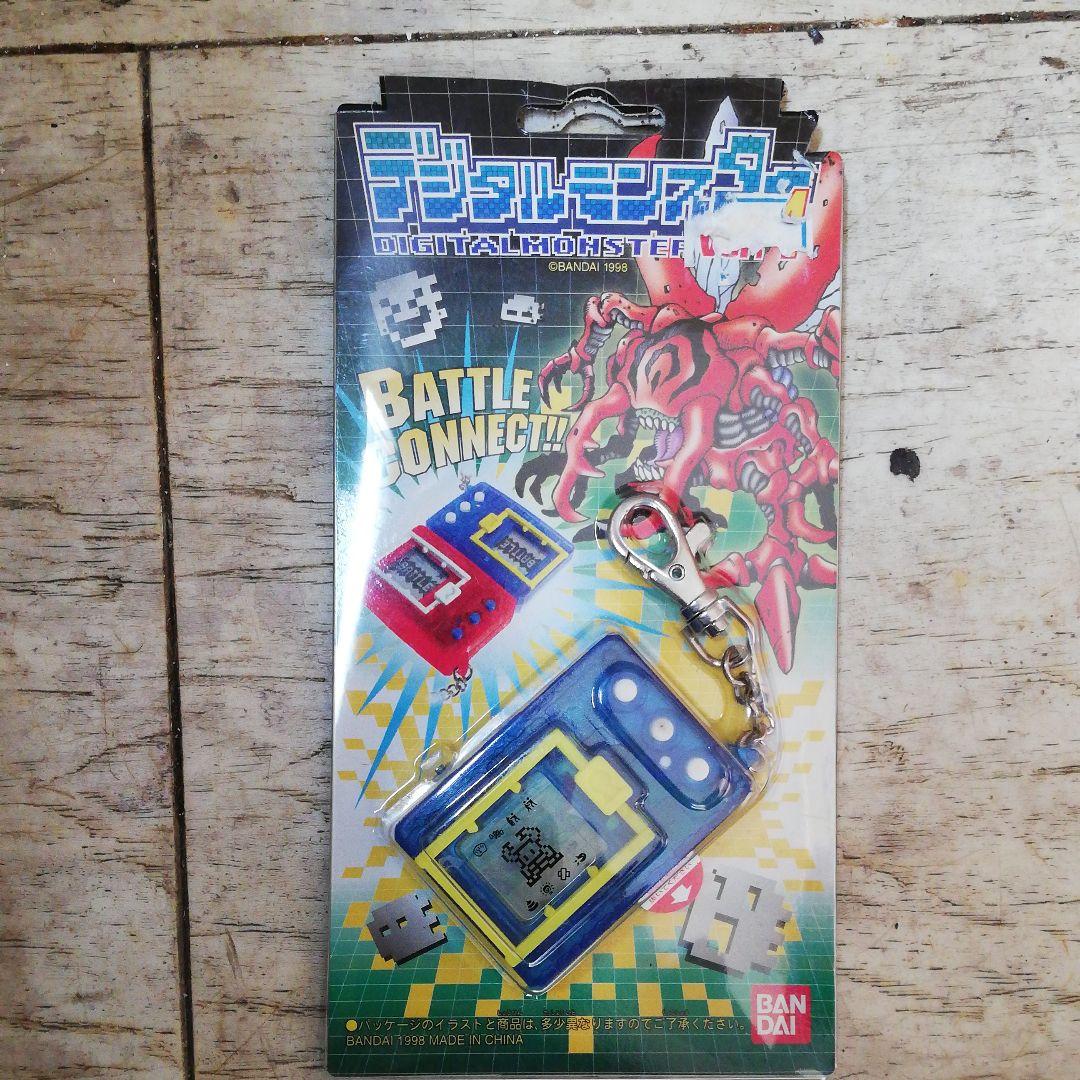 デジタルモンスター
DIGITALMONSTER
©BANDAI 1998
BATTLE
CONNECT!!
●パッケージのイラストと商品は、多少異なりますのでご了承ください。
BANDAI 1998 MADE IN CHINA
BAN
DAI